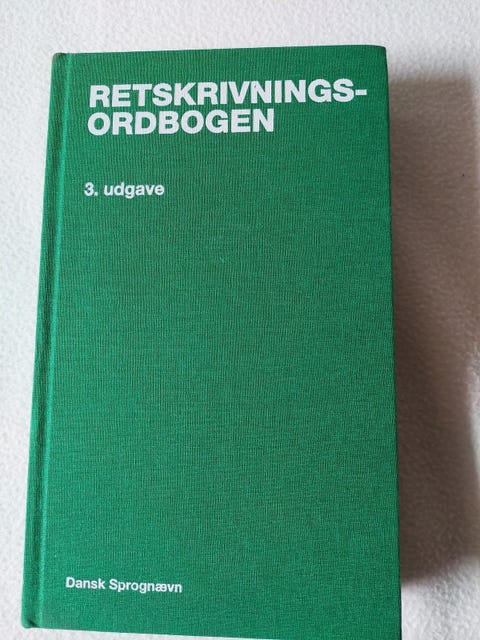 RETSKRIVNINGS-
ORDBOGEN
3. udgave
Dansk Sprognævn